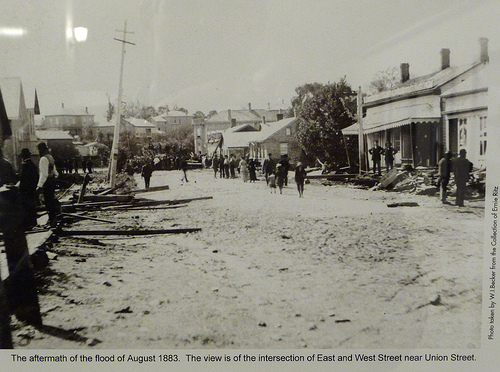 The aftermath of the flood of August 1883. The view is of the intersection of East and West Street near Union Street.
Photo taken by W.I.Becker from the Collection of Ernie Ritz